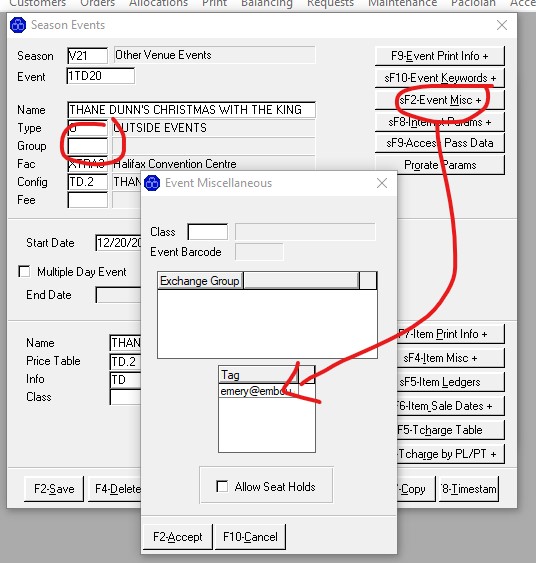 Customers Orders Allocations Print Balancing Requests Maintenance Paciolan Acce
Season Events
Season V21 Other Venue Events
Event 1TD20
Name THANE DUNN'S CHRISTMAS WITH THE KING
Type O OUTSIDE EVENTS
Group
Fac XTRA3 Halifax Convention Centre
Config TD.2 THAN
Fee
F9-Event Print Info +
sF10-Event Keywords +
sF2-Event Misc +
sF8-Internet Params +
sF9-Access Pass Data
Prorate Params
Start Date 12/20/20
Multiple Day Event
End Date
Name THAN
Price Table TD.2
Info TD
Class
F7-Item Print Info +
sF4-Item Misc +
sF5-Item Ledgers
F6-Item Sale Dates +
F5-Tcharge Table
-Tcharge by PL/PT +
F2-Save F4-Delete -Copy '8-Timestam
Event Miscellaneous
Class
Event Barcode
Exchange Group
Tag
emery@embou
Allow Seat Holds
F2-Accept F10-Cancel